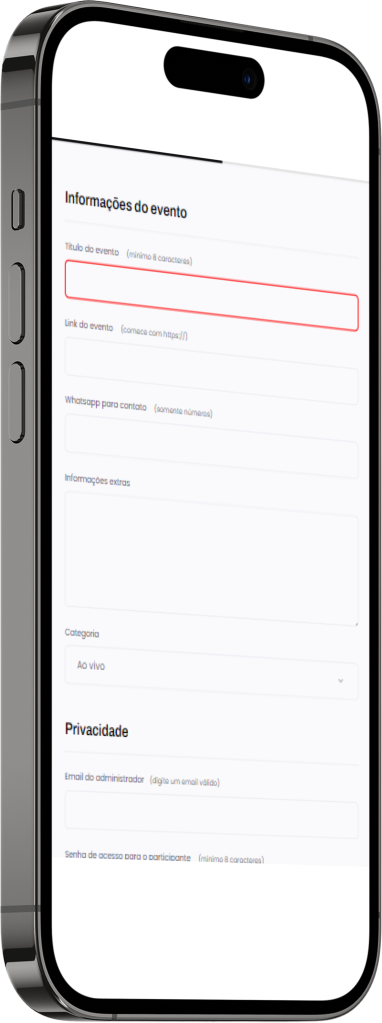 Informações do evento
Título do evento (mínimo 8 caracteres)
Link do evento (comece com https://)
Whatsapp para contato (somente números)
Informações extras
Categoria
Ao vivo
Privacidade
Email do administrador (digite um email válido)
Senha de acesso para o participante (mínimo 8 caracteres)